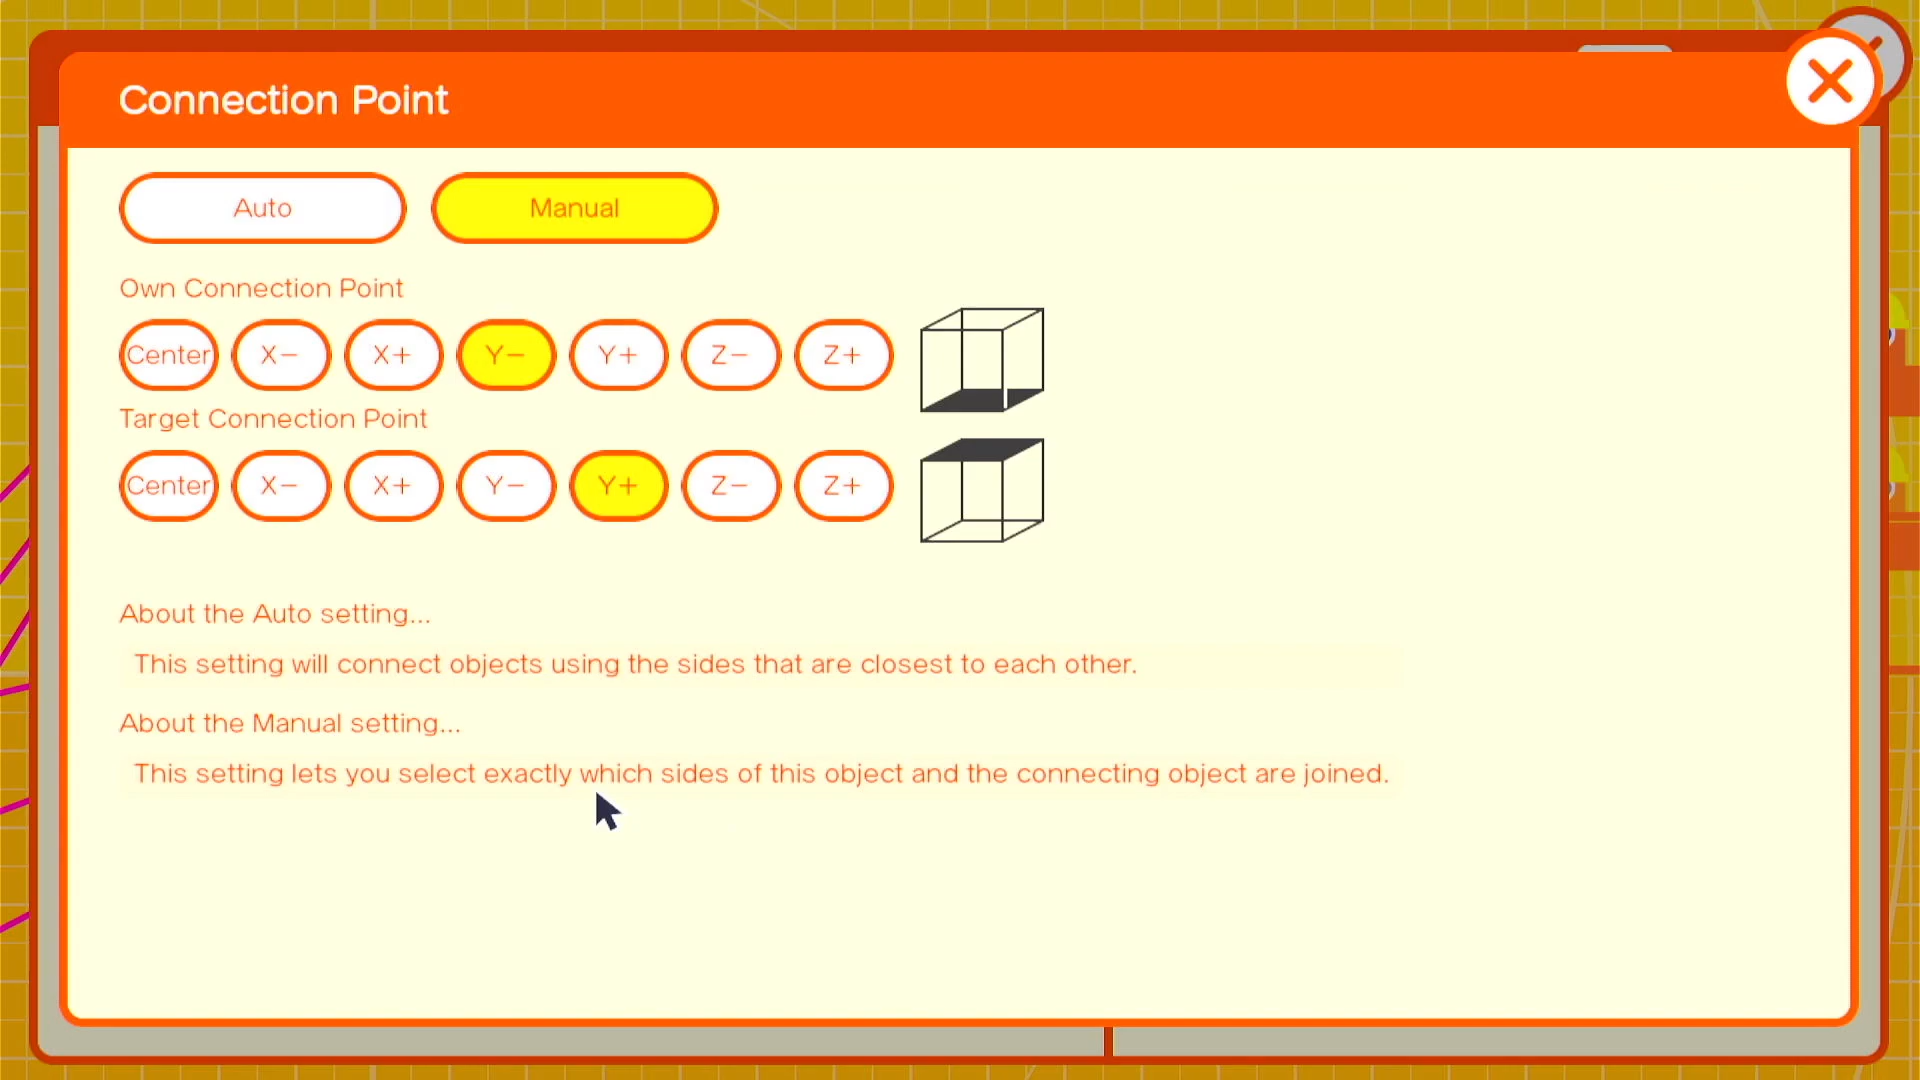 Connection Point
Auto Manual
Own Connection Point
Center X− X+ Y− Y+ Z− Z+
Target Connection Point
Center X− X+ Y− Y+ Z− Z+
About the Auto setting...
This setting will connect objects using the sides that are closest to each other.
About the Manual setting...
This setting lets you select exactly which sides of this object and the connecting object are joined.